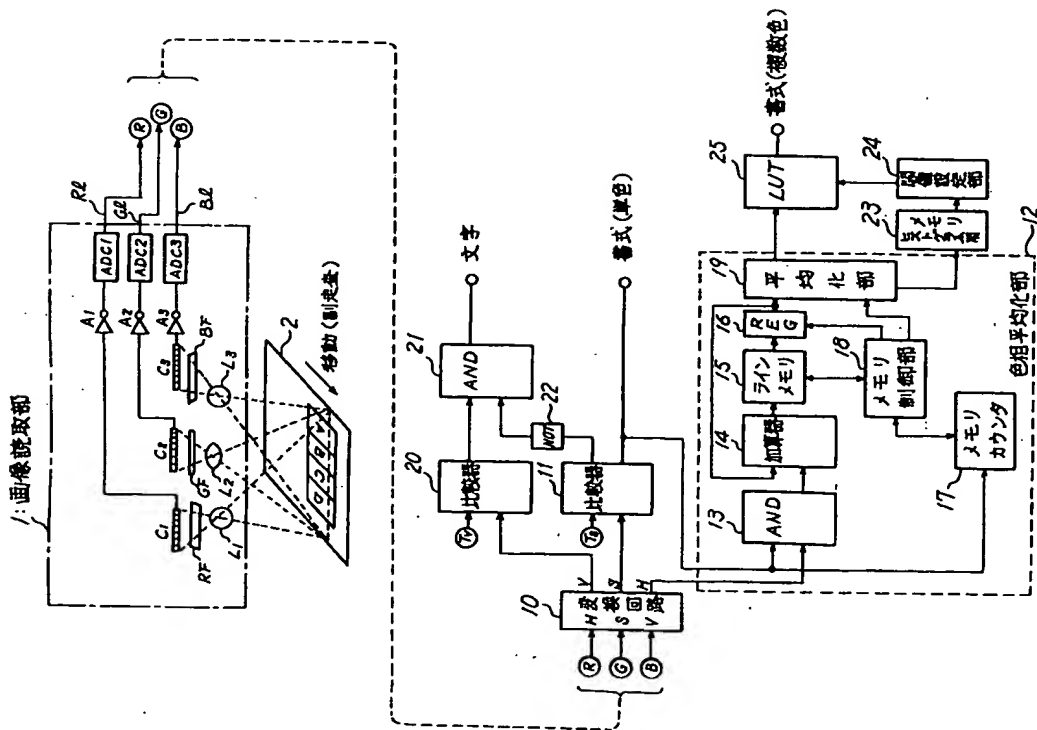 1:画像読取部
C1
RF
L1
C2
GF
L2
C3
BF
L3
A1
A2
A3
ADC1
ADC2
ADC3
Rl
Gl
Bl
R
G
B
2
A
B
C
D
移動(副走査)
R
G
B
10
HSV変換回路
V
S
H
20
比較器
TV
11
比較器
TS
22
NOT
21
AND
文字
書式(単色)
12
色相平均化部
13
AND
14
加算器
15
ラインメモリ
16
REG
17
メモリカウンタ
18
メモリ制御部
19
平均化部
23
メモリ
ヒストグラム用
24
閾値設定部
25
LUT
書式(複数色)